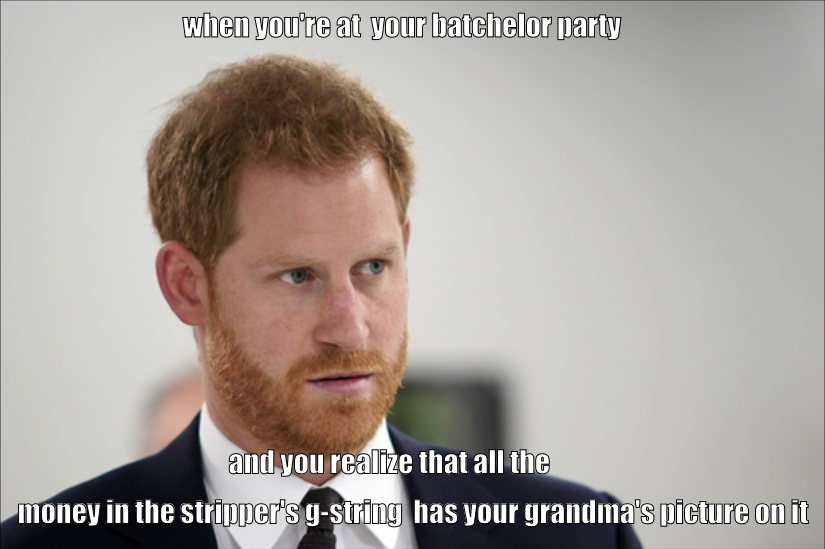 when you're at  your batchelor party
and you realize that all the
money in the stripper's g-string  has your grandma's picture on it